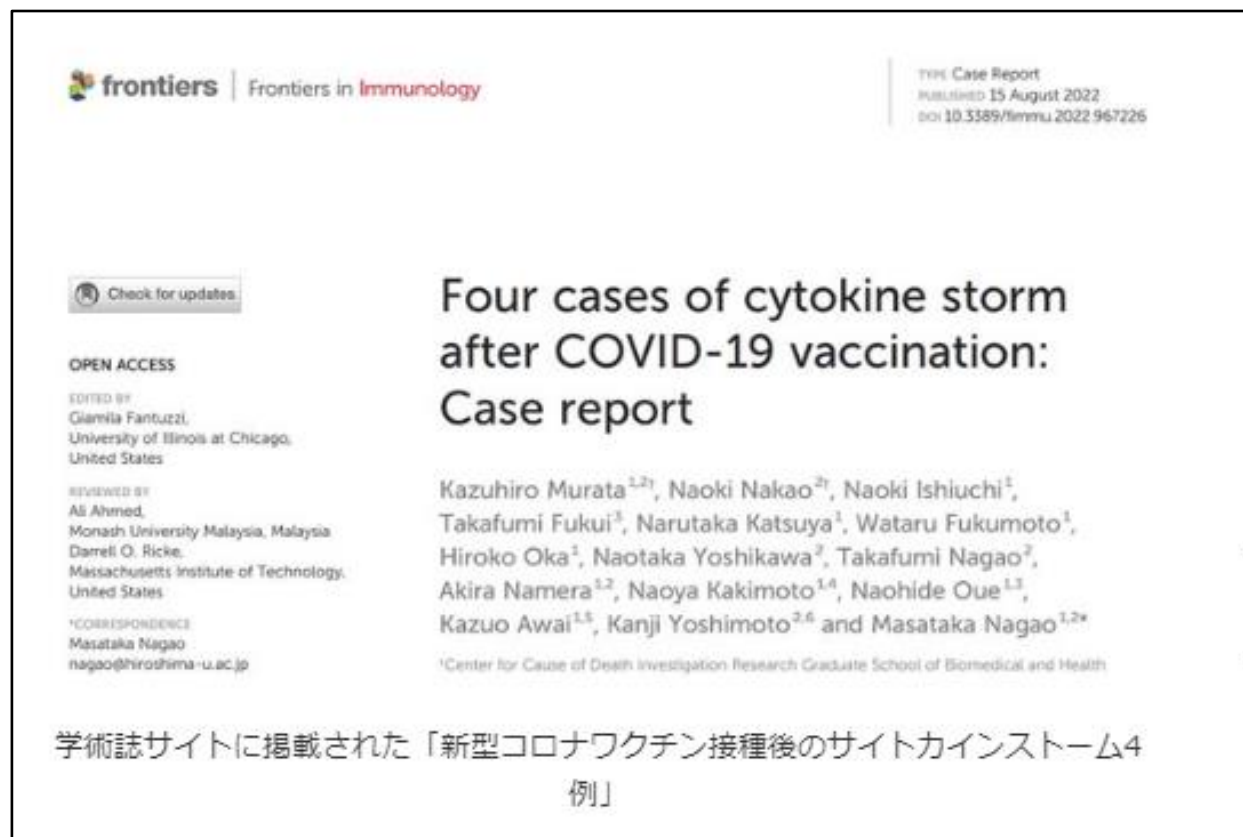 frontiers | Frontiers in Immunology
TYPE Case Report
PUBLISHED 15 August 2022
DOI 10.3389/fimmu.2022.967226
Check for updates
OPEN ACCESS
EDITED BY
Giamila Fantuzzi,
University of Illinois at Chicago,
United States
REVIEWED BY
Ali Ahmed,
Monash University Malaysia, Malaysia
Darrell O. Ricke,
Massachusetts Institute of Technology,
United States
*CORRESPONDENCE
Masataka Nagao
nagao@hiroshima-u.ac.jp
Four cases of cytokine storm
after COVID-19 vaccination:
Case report
Kazuhiro Murata1,2†, Naoki Nakao2†, Naoki Ishiuchi1,
Takafumi Fukui3, Narutaka Katsuya1, Wataru Fukumoto1,
Hiroko Oka1, Naotaka Yoshikawa2, Takafumi Nagao2,
Akira Namera1,2, Naoya Kakimoto1,4, Naohide Oue1,3,
Kazuo Awai1,5, Kanji Yoshimoto2,6 and Masataka Nagao1,2*
1Center for Cause of Death Investigation Research Graduate School of Biomedical and Health
学術誌サイトに掲載された「新型コロナワクチン接種後のサイトカインストーム4
例」